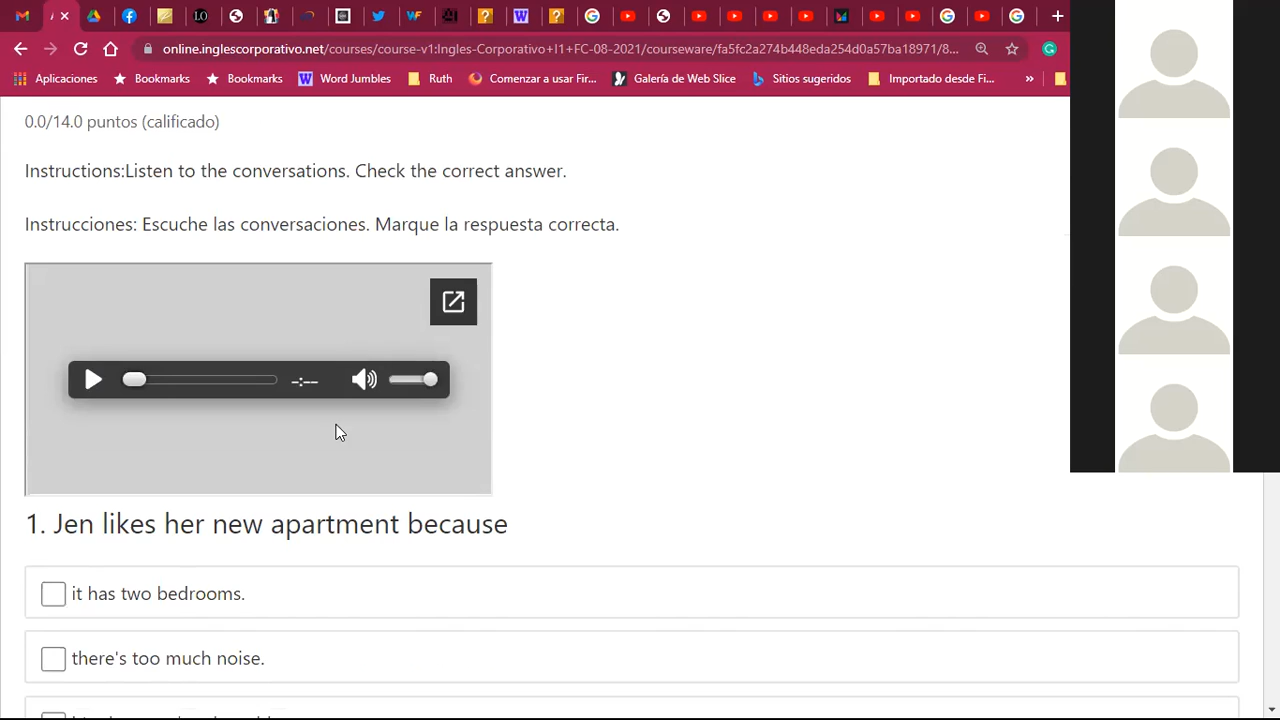 online.inglescorporativo.net/courses/course-v1:Ingles-Corporativo+I1+FC-08-2021/courseware/fa5fc2a274b448eda254d0a57ba18971/8...
Aplicaciones Bookmarks Bookmarks Word Jumbles Ruth Comenzar a usar Fir... Galería de Web Slice Sitios sugeridos Importado desde Fi... »
0.0/14.0 puntos (calificado)
Instructions:Listen to the conversations. Check the correct answer.
Instrucciones: Escuche las conversaciones. Marque la respuesta correcta.
-:--
1. Jen likes her new apartment because
it has two bedrooms.
there's too much noise.